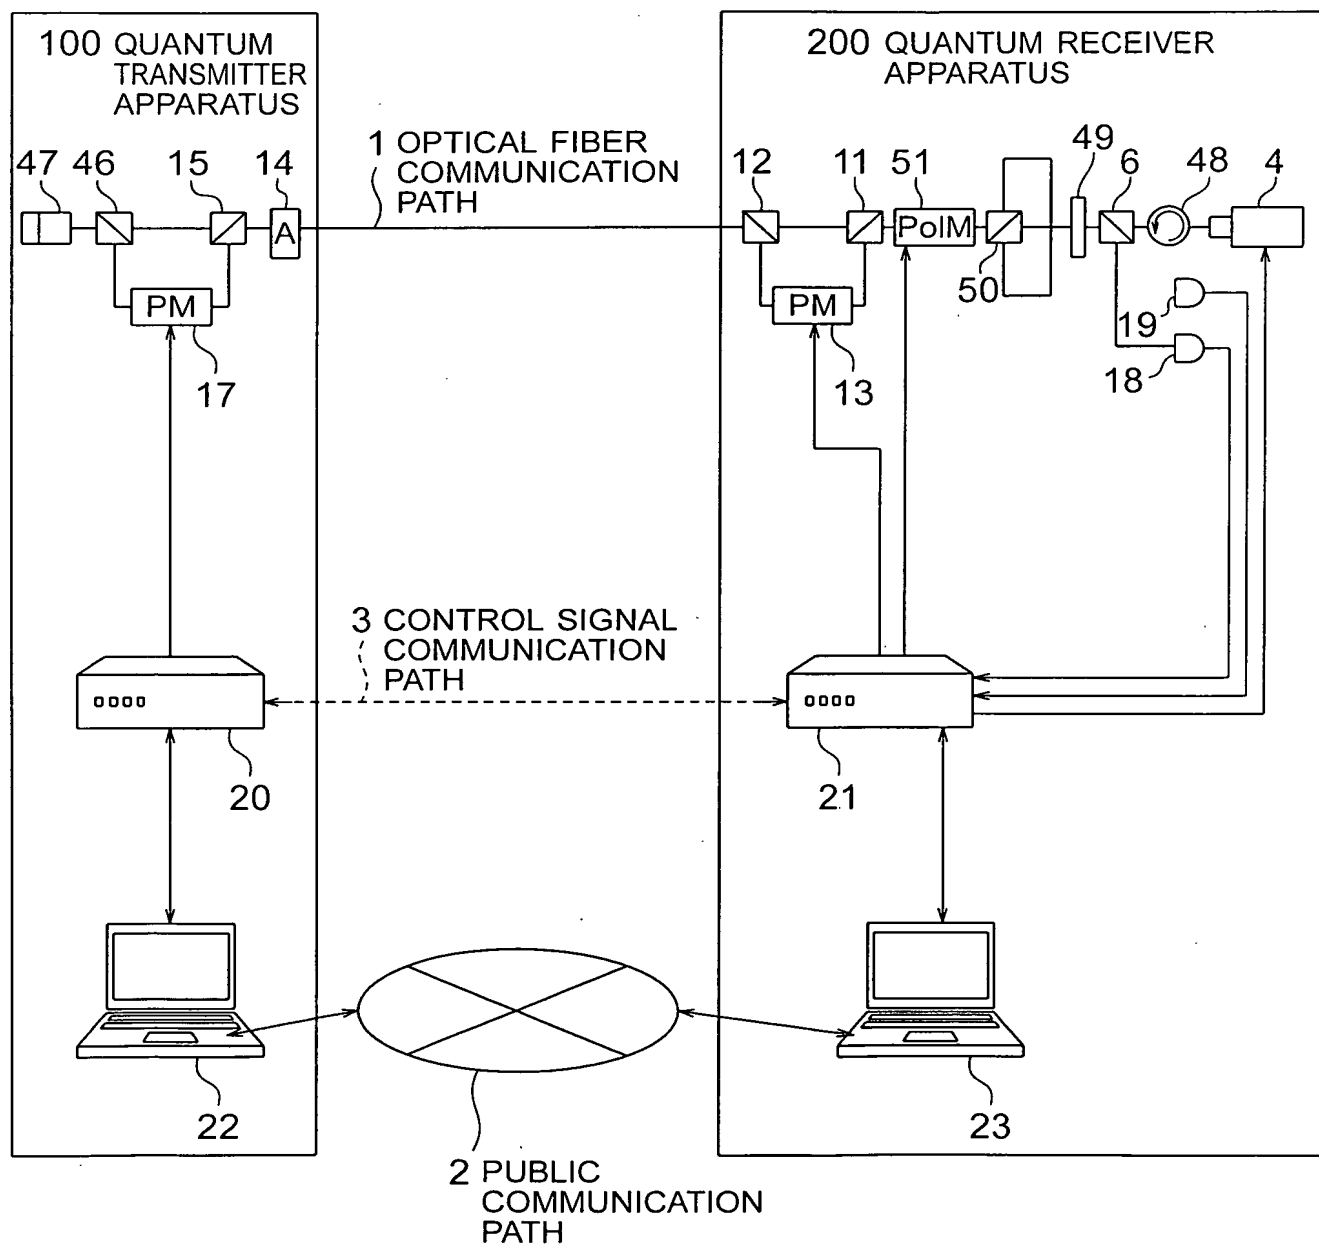 100 QUANTUM
TRANSMITTER
APPARATUS
200 QUANTUM RECEIVER
APPARATUS
1 OPTICAL FIBER
COMMUNICATION
PATH
47 46 15 14
12 11 51 49 6 48 4
A
PolM
50
PM
PM
17
13
19
18
3 CONTROL SIGNAL
COMMUNICATION
PATH
20
21
22
23
2 PUBLIC
COMMUNICATION
PATH